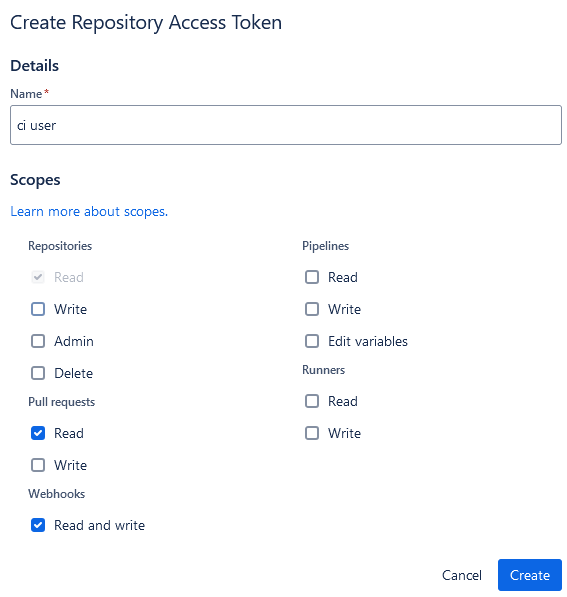 Create Repository Access Token
Details
Name*
ci user
Scopes
Learn more about scopes.
Repositories
Read
Write
Admin
Delete
Pull requests
Read
Write
Webhooks
Read and write
Pipelines
Read
Write
Edit variables
Runners
Read
Write
Cancel
Create